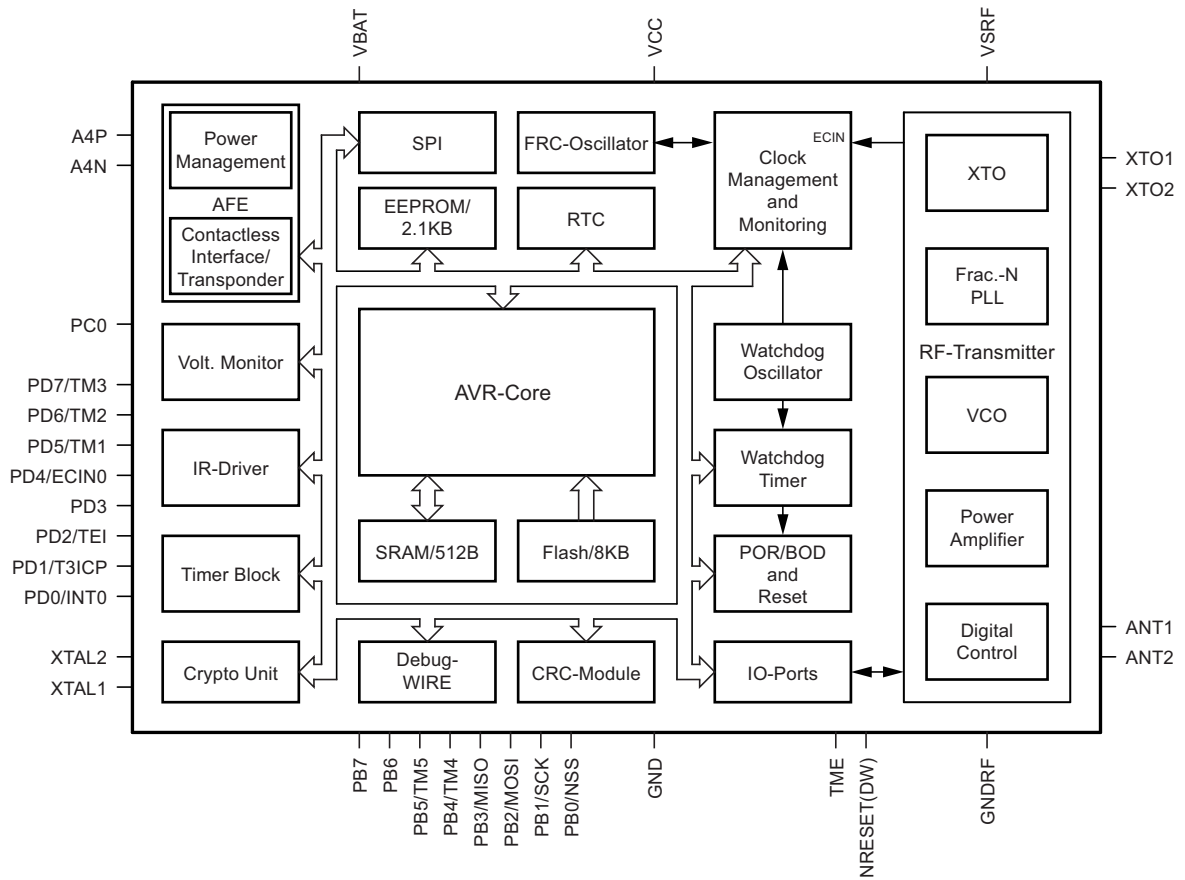 VBAT
VCC
VSRF
A4P
A4N
PC0
PD7/TM3
PD6/TM2
PD5/TM1
PD4/ECIN0
PD3
PD2/TEI
PD1/T3ICP
PD0/INT0
XTAL2
XTAL1
Power
Management
AFE
Contactless
Interface/
Transponder
Volt. Monitor
IR-Driver
Timer Block
Crypto Unit
SPI
EEPROM/
2.1KB
FRC-Oscillator
RTC
AVR-Core
SRAM/512B
Flash/8KB
Debug-
WIRE
CRC-Module
ECIN
Clock
Management
and
Monitoring
Watchdog
Oscillator
Watchdog
Timer
POR/BOD
and
Reset
IO-Ports
XTO
Frac.-N
PLL
RF-Transmitter
VCO
Power
Amplifier
Digital
Control
XTO1
XTO2
ANT1
ANT2
PB7
PB6
PB5/TM5
PB4/TM4
PB3/MISO
PB2/MOSI
PB1/SCK
PB0/NSS
GND
TME
NRESET(DW)
GNDRF